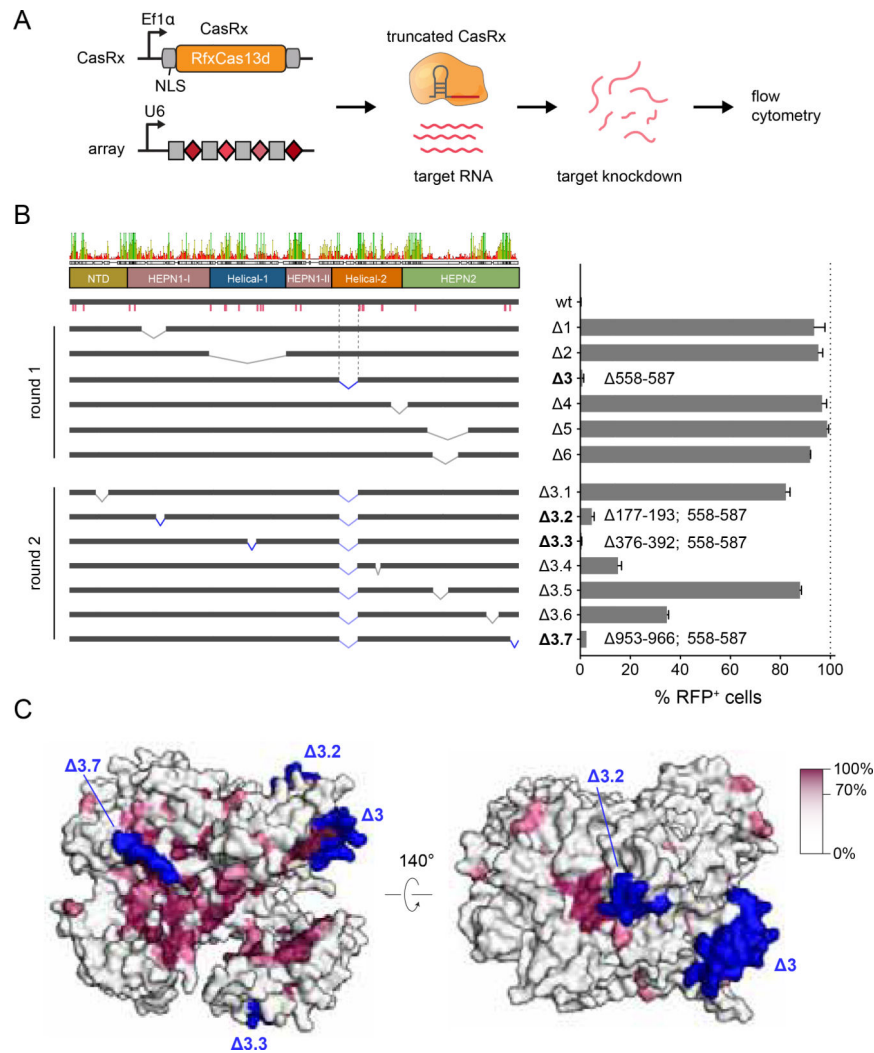 A
Ef1α
CasRx
CasRx
RfxCas13d
NLS
U6
array
truncated CasRx
target RNA
target knockdown
flow
cytometry
B
NTD
HEPN1-I
Helical-1
HEPN1-II
Helical-2
HEPN2
round 1
round 2
wt
Δ1
Δ2
Δ3 Δ558-587
Δ4
Δ5
Δ6
Δ3.1
Δ3.2 Δ177-193; 558-587
Δ3.3 Δ376-392; 558-587
Δ3.4
Δ3.5
Δ3.6
Δ3.7 Δ953-966; 558-587
0 20 40 60 80 100
% RFP⁺ cells
C
Δ3.7
Δ3.2
Δ3
Δ3.3
140°
Δ3.2
Δ3
100%
70%
0%